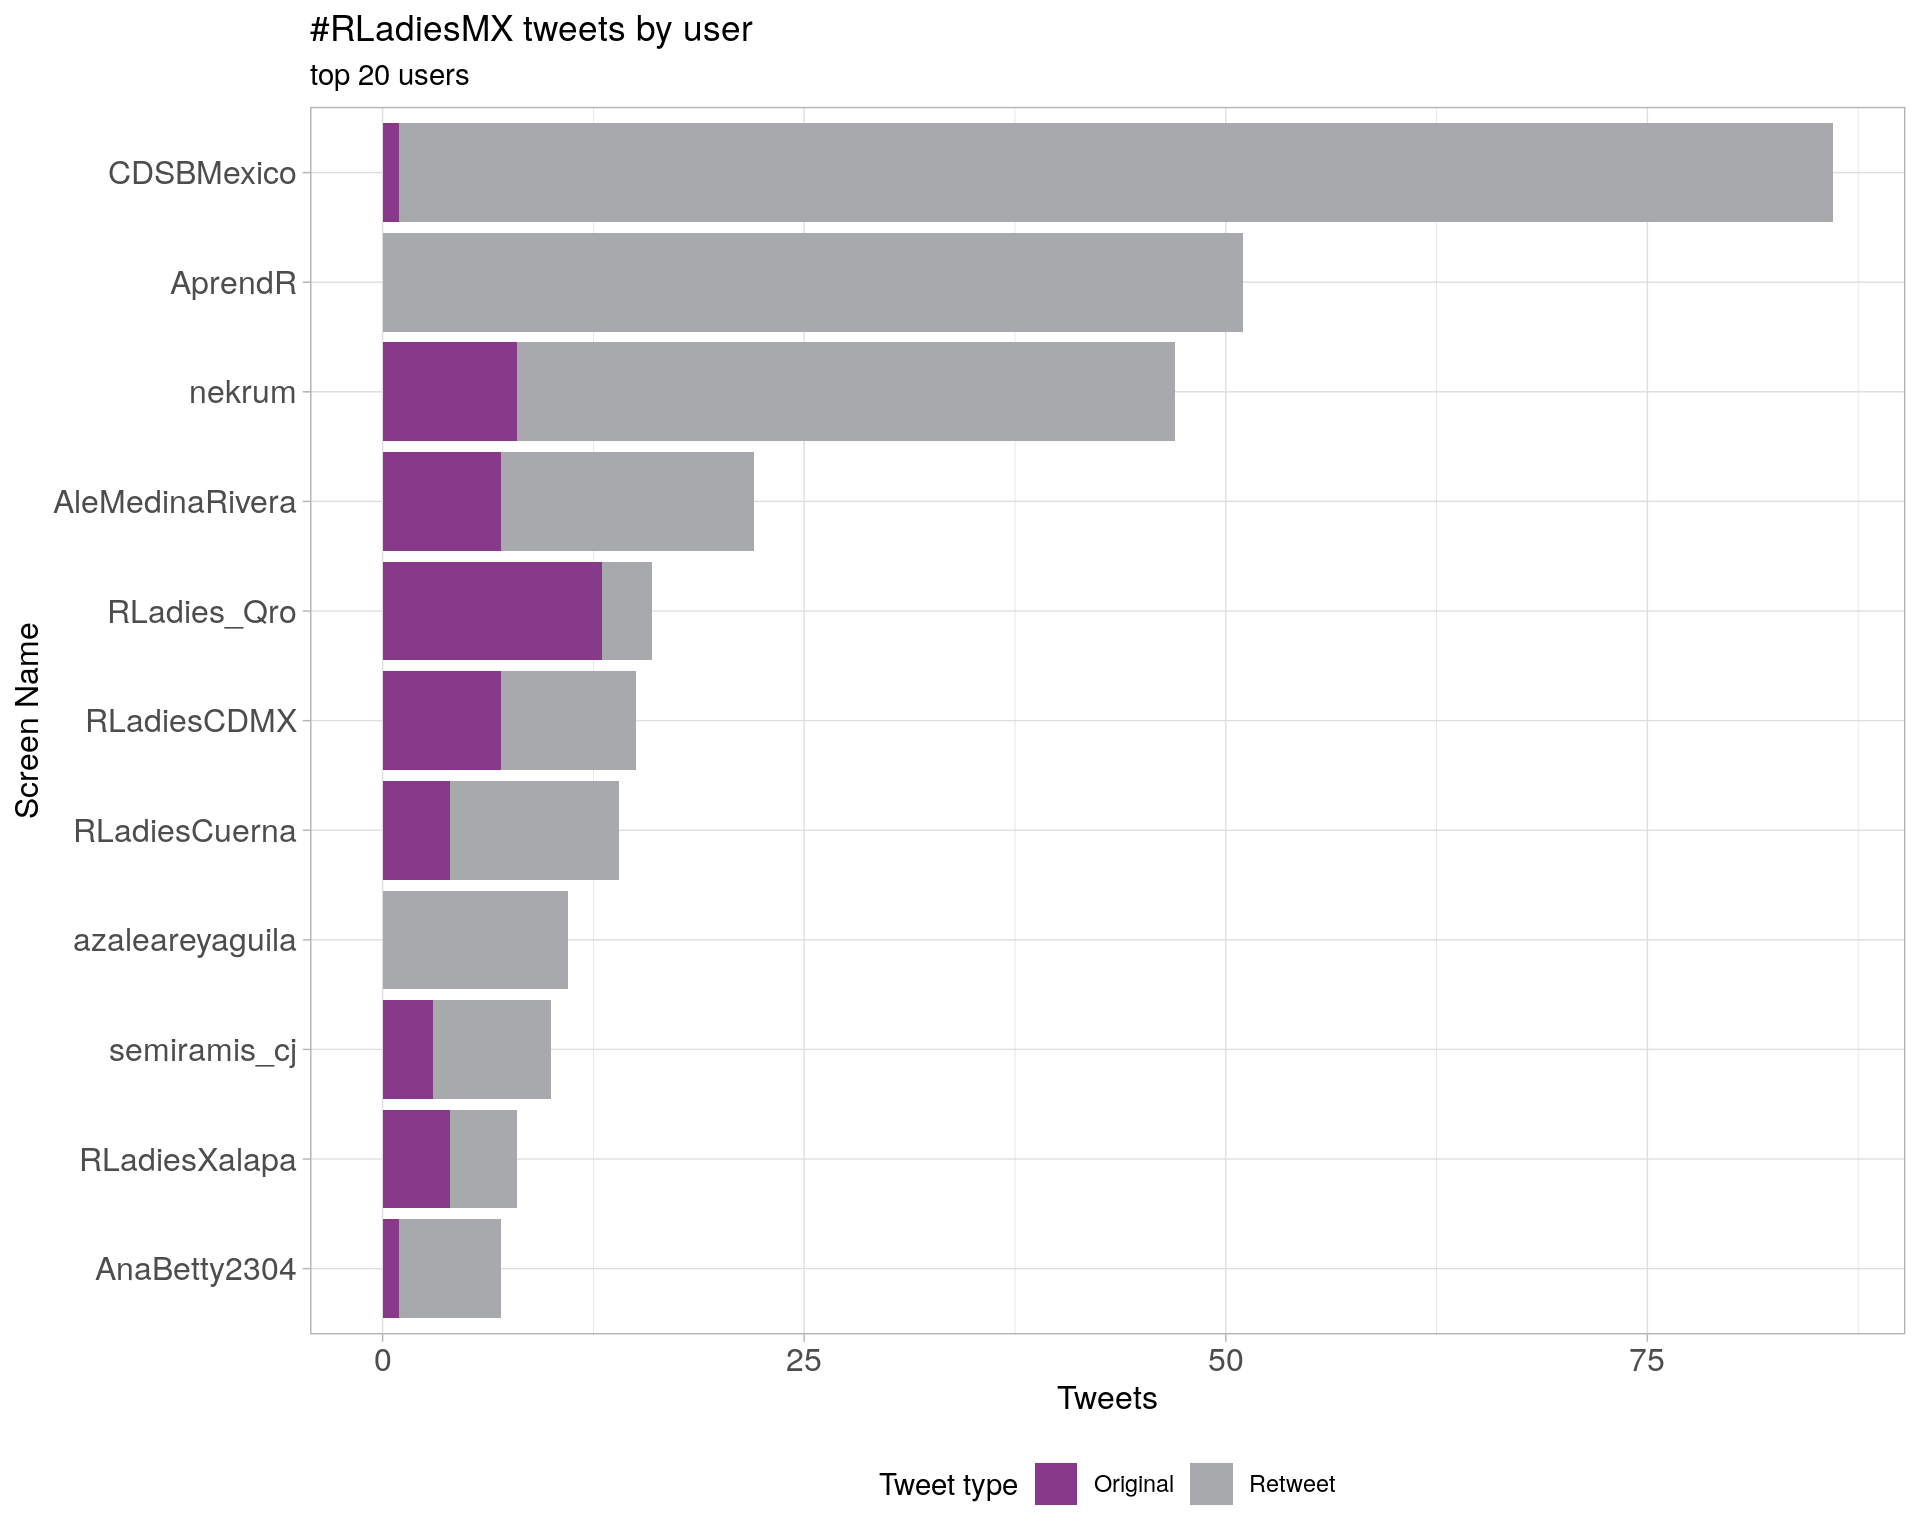 #RLadiesMX tweets by user
top 20 users
Screen Name
CDSBMexico
AprendR
nekrum
AleMedinaRivera
RLadies_Qro
RLadiesCDMX
RLadiesCuerna
azaleareyaguila
semiramis_cj
RLadiesXalapa
AnaBetty2304
0 25 50 75
Tweets
Tweet type Original Retweet